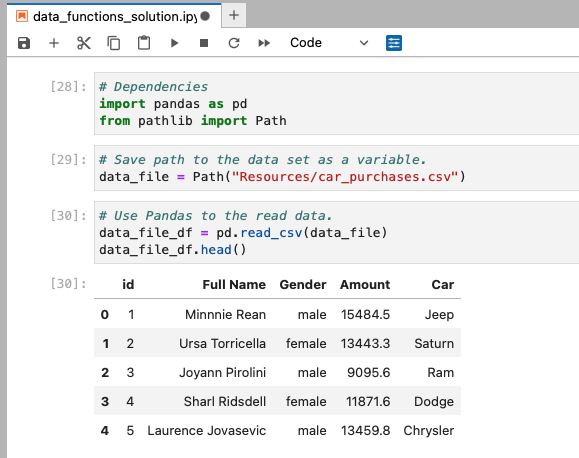 data_functions_solution.ipy
Code
[28]:
# Dependencies
import pandas as pd
from pathlib import Path
[29]:
# Save path to the data set as a variable.
data_file = Path("Resources/car_purchases.csv")
[30]:
# Use Pandas to the read data.
data_file_df = pd.read_csv(data_file)
data_file_df.head()
[30]:
id Full Name Gender Amount Car
0 1 Minnnie Rean male 15484.5 Jeep
1 2 Ursa Torricella female 13443.3 Saturn
2 3 Joyann Pirolini male 9095.6 Ram
3 4 Sharl Ridsdell female 11871.6 Dodge
4 5 Laurence Jovasevic male 13459.8 Chrysler